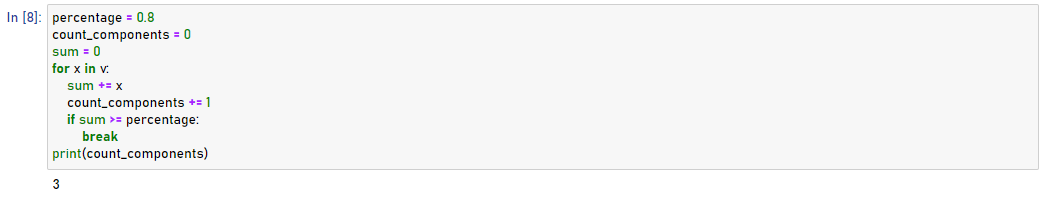 In [8]: percentage = 0.8
count_components = 0
sum = 0
for x in v:
    sum += x
    count_components += 1
    if sum >= percentage:
        break
print(count_components)
3